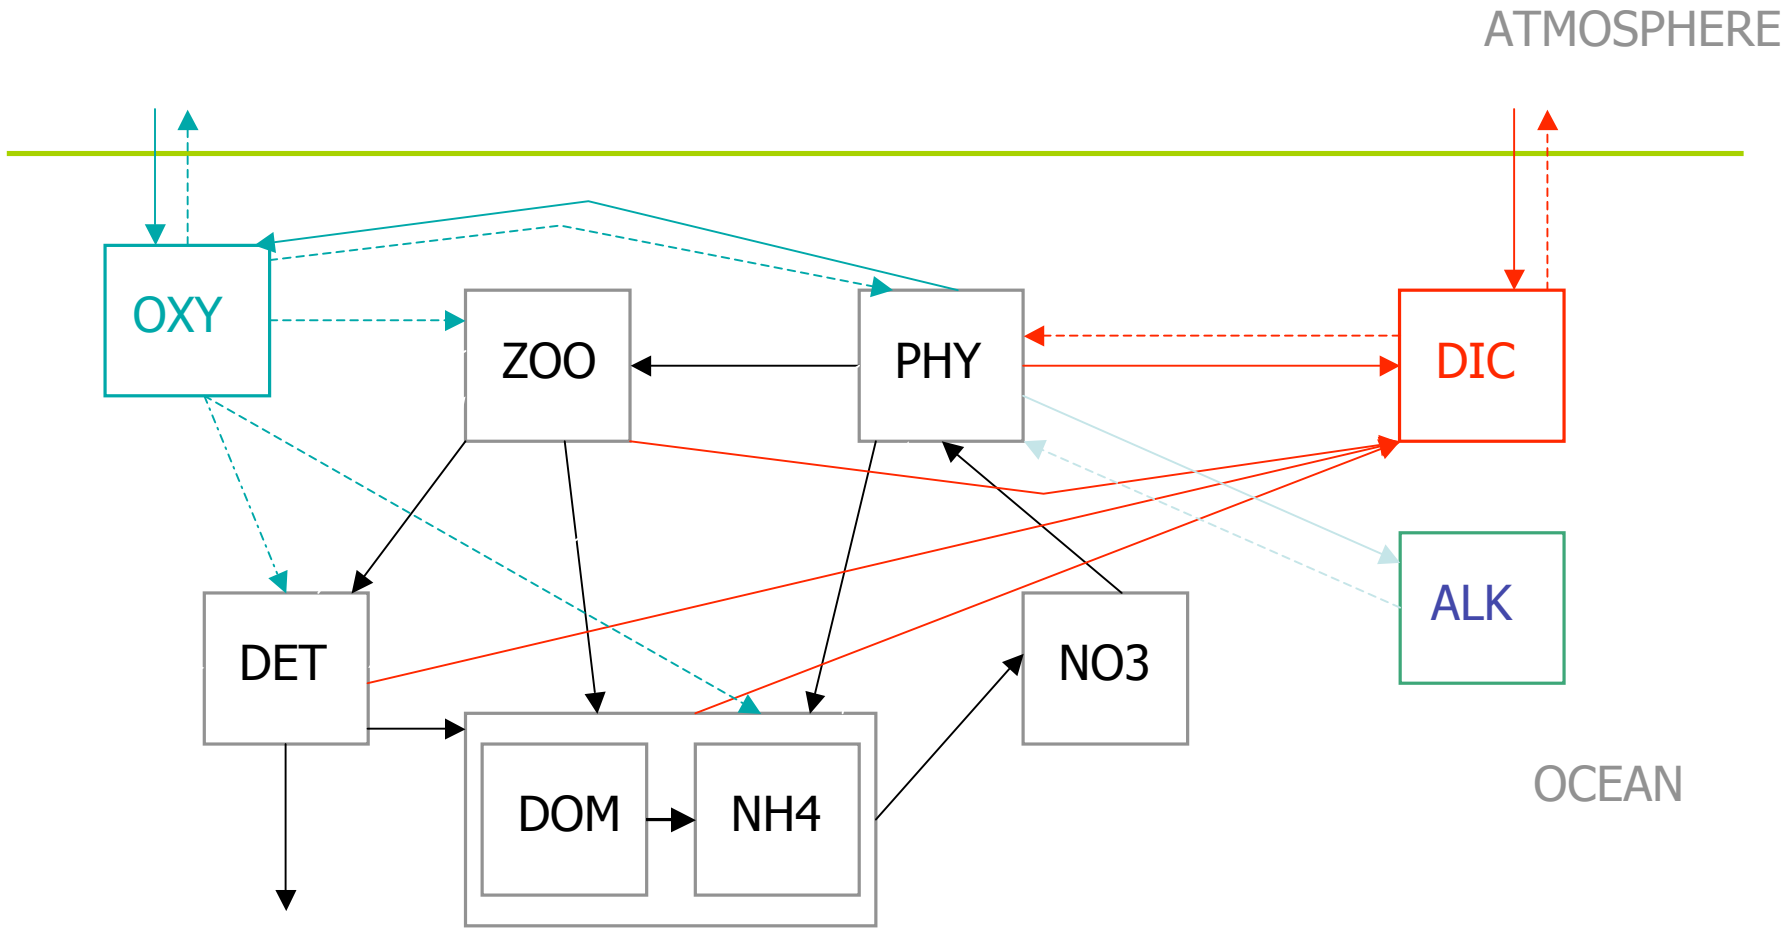 ATMOSPHERE
OXY
ZOO
PHY
DIC
ALK
DET
NO3
OCEAN
DOM
NH4